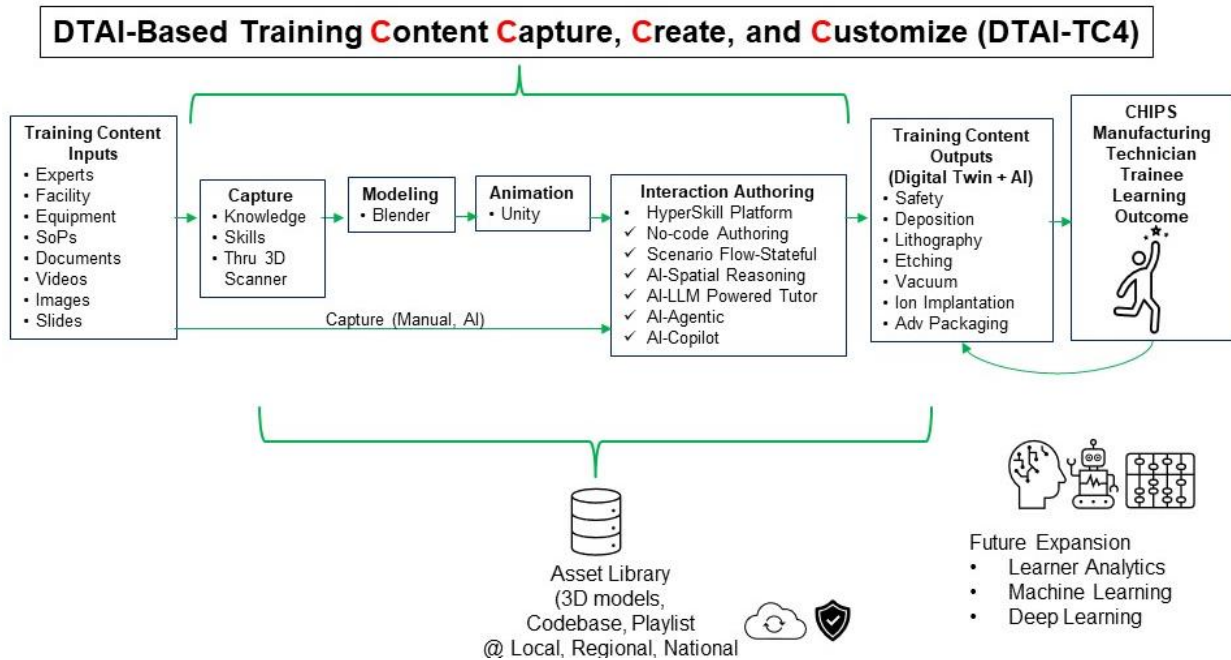 DTAI-Based Training Content Capture, Create, and Customize (DTAI-TC4)
Training Content
Inputs
• Experts
• Facility
• Equipment
• SoPs
• Documents
• Videos
• Images
• Slides
Capture
• Knowledge
• Skills
• Thru 3D
Scanner
Modeling
• Blender
Animation
• Unity
Interaction Authoring
• HyperSkill Platform
✓ No-code Authoring
✓ Scenario Flow-Stateful
✓ AI-Spatial Reasoning
✓ AI-LLM Powered Tutor
✓ AI-Agentic
✓ AI-Copilot
Capture (Manual, AI)
Training Content
Outputs
(Digital Twin + AI)
• Safety
• Deposition
• Lithography
• Etching
• Vacuum
• Ion Implantation
• Adv Packaging
CHIPS
Manufacturing
Technician
Trainee
Learning
Outcome
Asset Library
(3D models,
Codebase, Playlist
@ Local, Regional, National
Future Expansion
• Learner Analytics
• Machine Learning
• Deep Learning